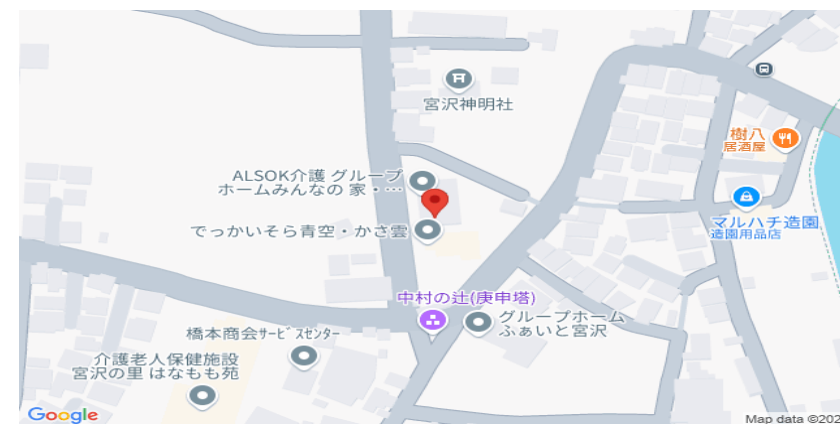 宮沢神明社
樹八
居酒屋
ALSOK介護 グループ
ホームみんなの 家・…
でっかいそら青空・かさ雲
マルハチ造園
造園用品店
中村の辻(庚申塔)
グループホーム
ふぁいと宮沢
橋本商会サービスセンター
介護老人保健施設
宮沢の里 はなもも苑
Google
Map data ©202